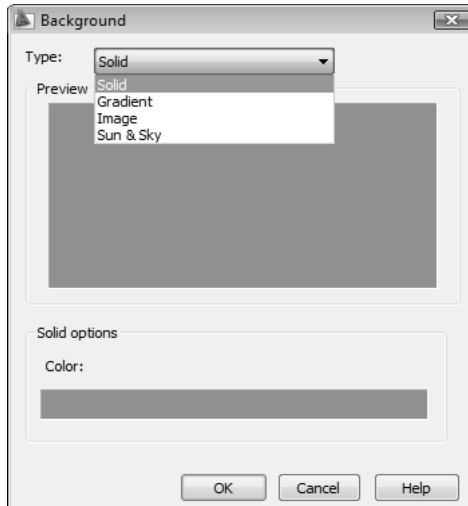 Background
Type:
Solid
Solid
Gradient
Image
Sun & Sky
Preview
Solid options
Color:
OK Cancel Help